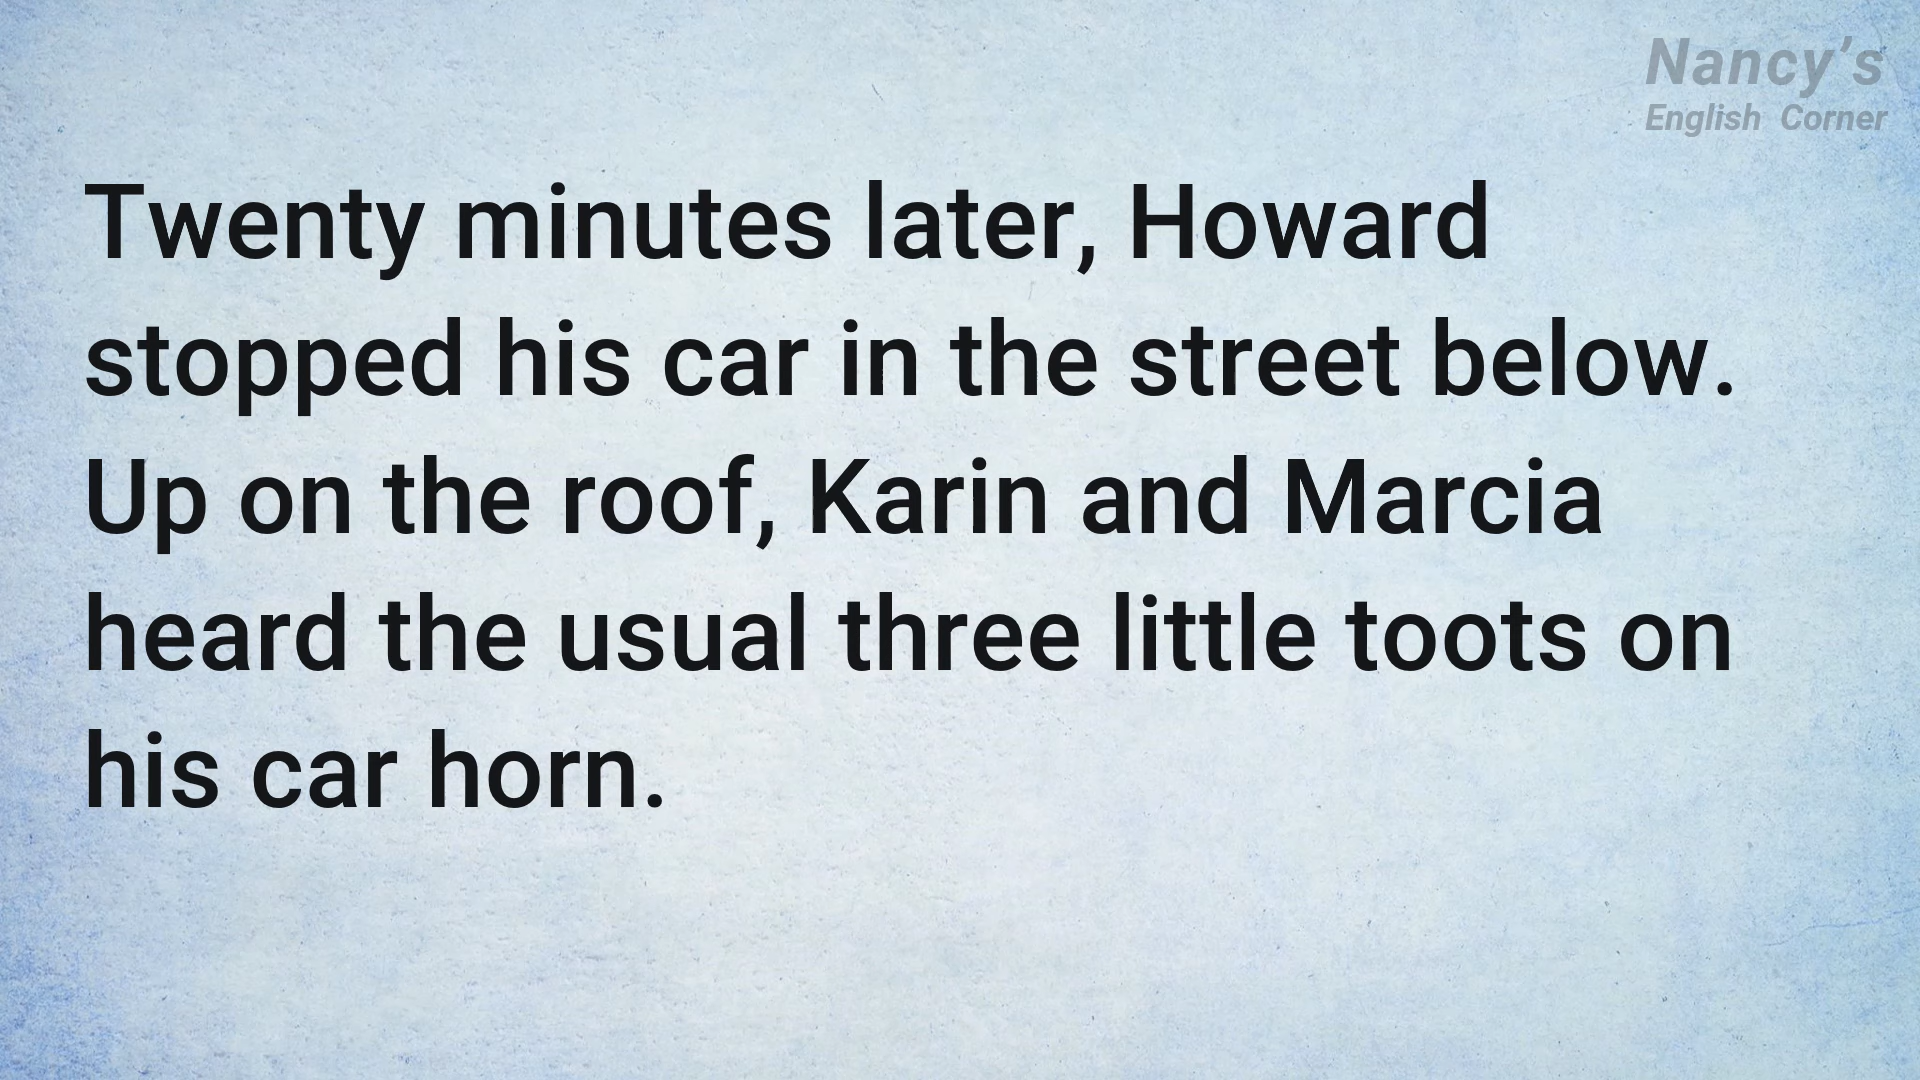 Nancy’s
English Corner
Twenty minutes later, Howard
stopped his car in the street below.
Up on the roof, Karin and Marcia
heard the usual three little toots on
his car horn.